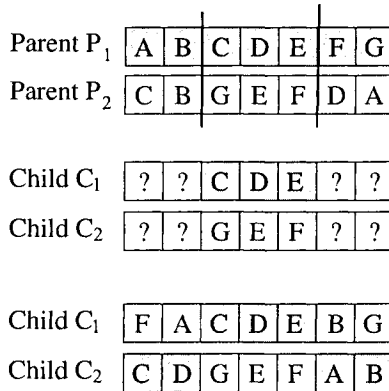 Parent P1 A B C D E F G
Parent P2 C B G E F D A
Child C1 ? ? C D E ? ?
Child C2 ? ? G E F ? ?
Child C1 F A C D E B G
Child C2 C D G E F A B